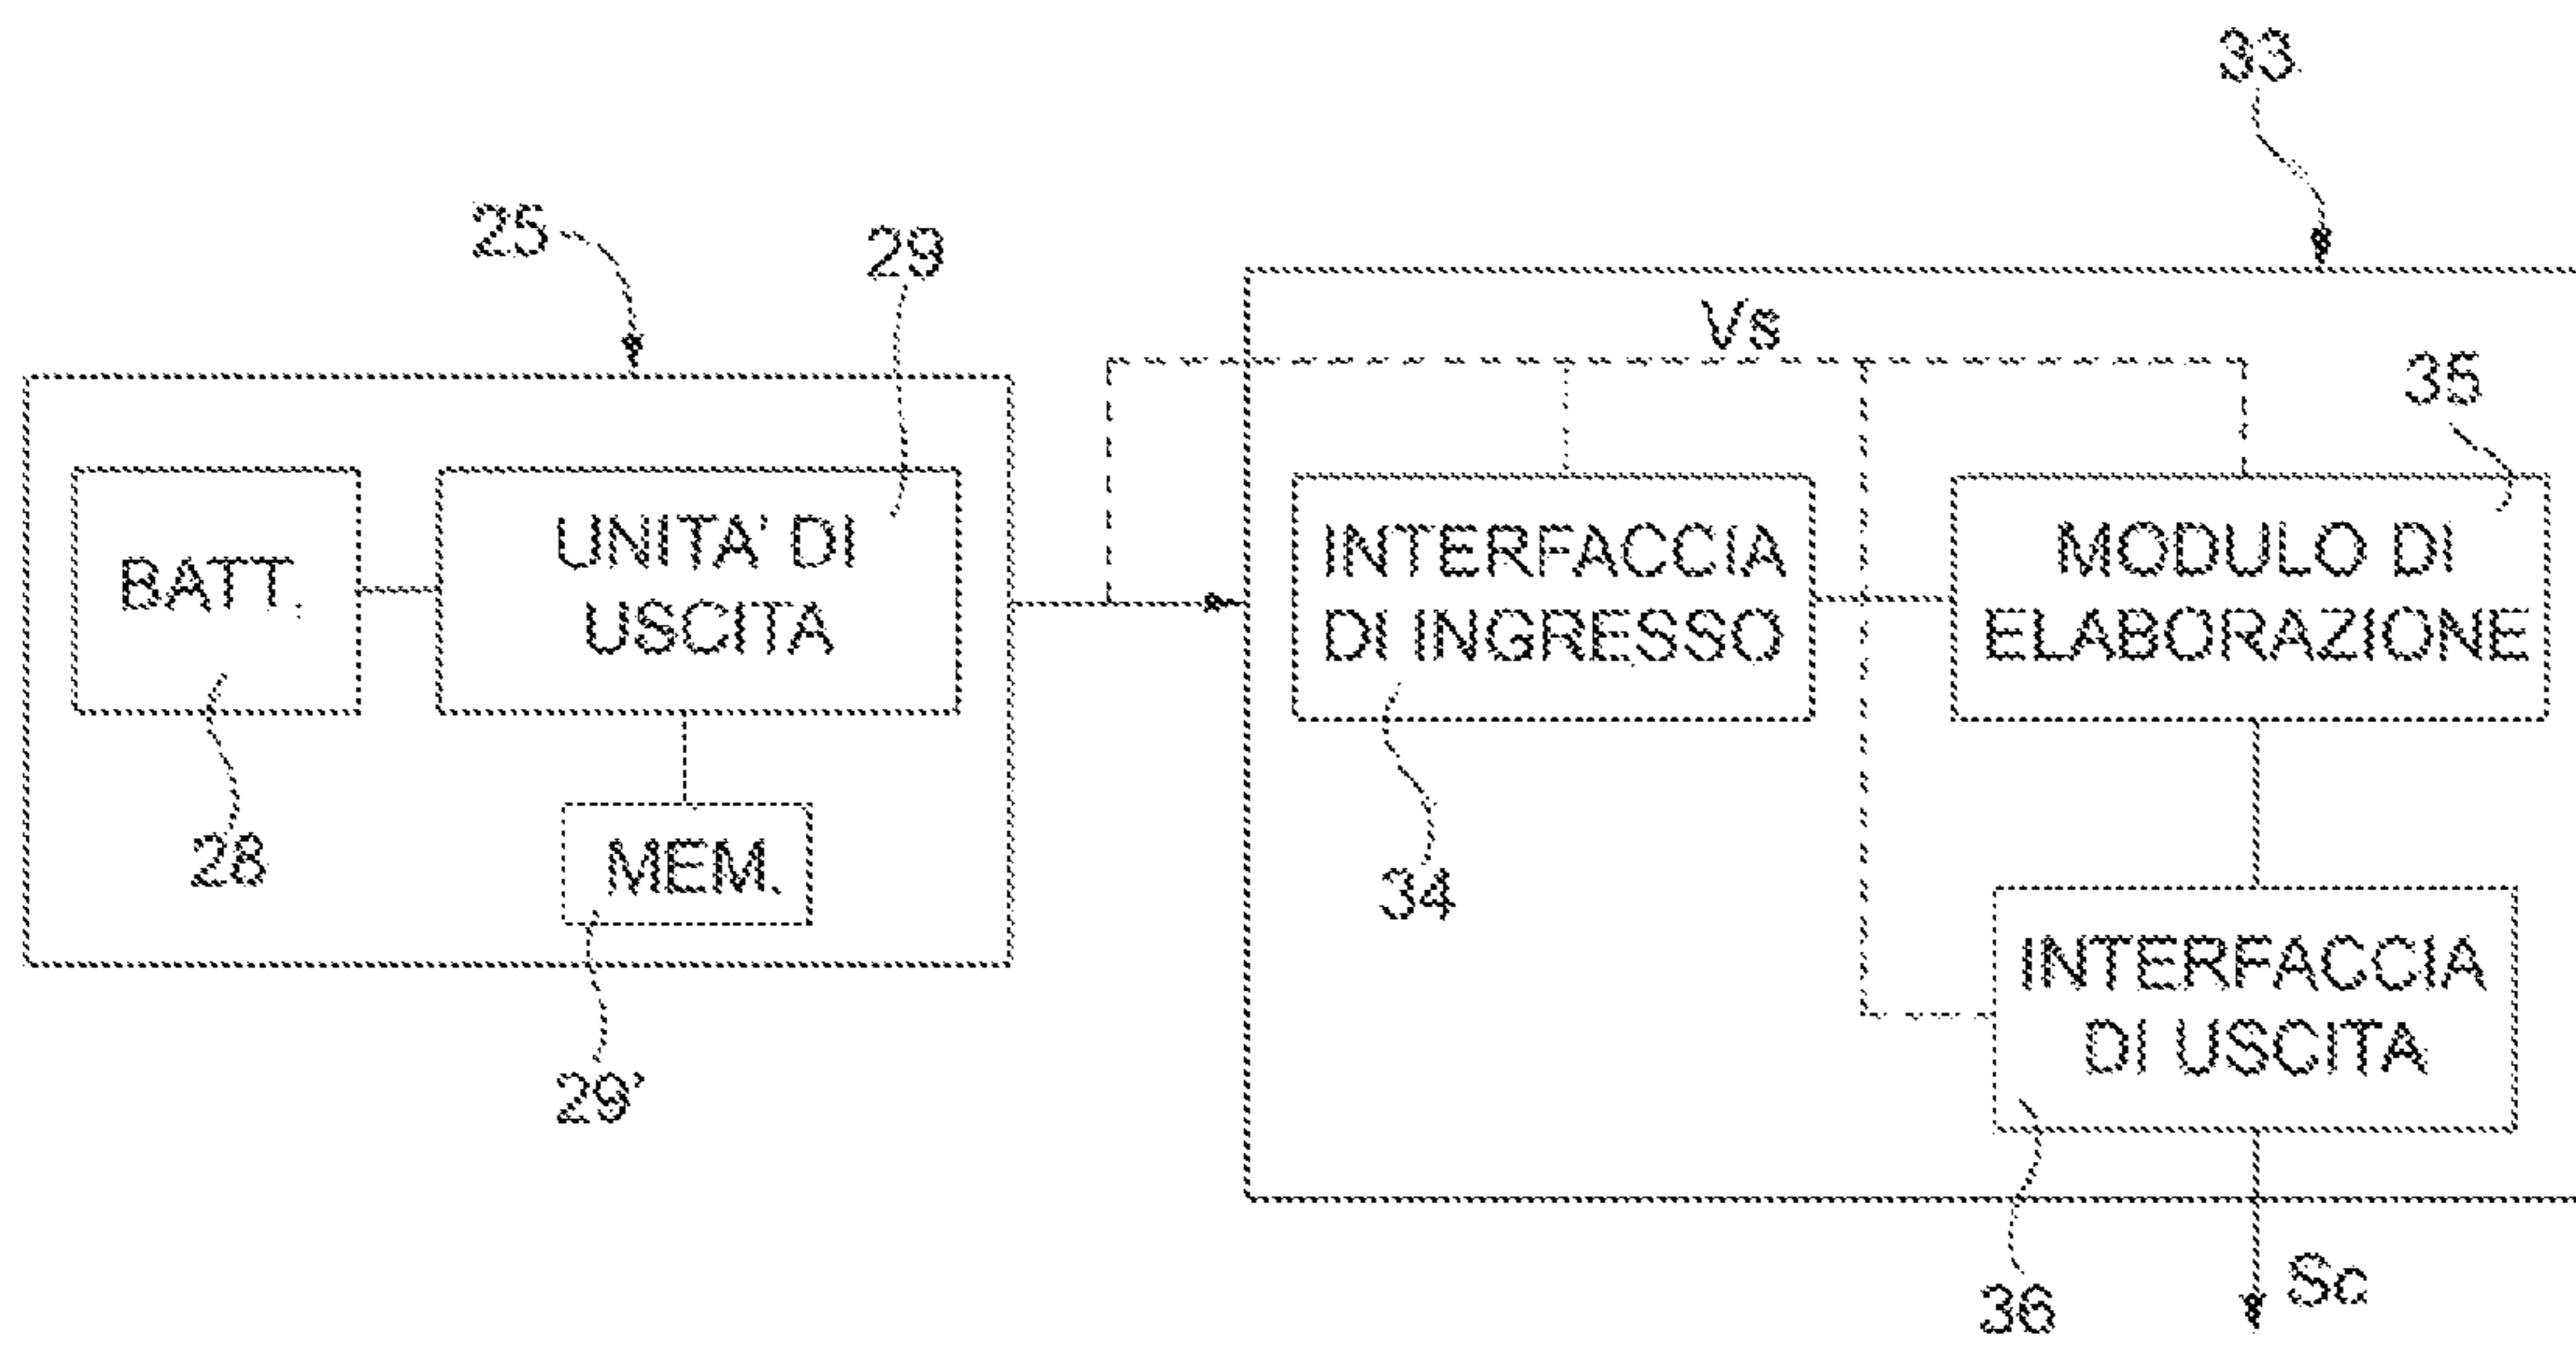 33
25
29
Vs
35
BATT.
UNITA' DI
USCITA
INTERFACCIA
DI INGRESSO
MODULO DI
ELABORAZIONE
28
MEM.
34
29'
INTERFACCIA
DI USCITA
36
Sc